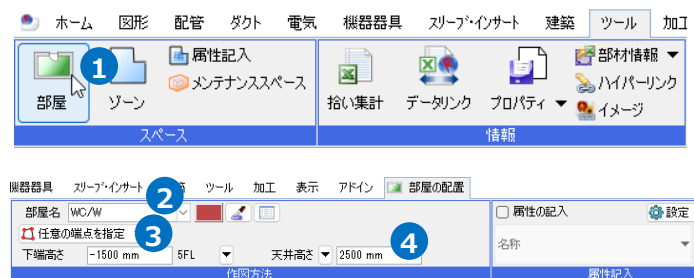 ホーム 図形 配管 ダクト 電気 機器器具 スリーブ・インサート 建築 ツール 加工
1
部屋 ゾーン
属性記入
メンテナンススペース
スペース
拾い集計 データリンク プロパティ
部材情報
ハイパーリンク
イメージ
情報
機器器具 スリーブ・インサート ツール 加工 表示 アドイン 部屋の配置
2
部屋名 WC/W
任意の端点を指定
3
下端高さ -1500 mm 5FL 天井高さ 2500 mm
4
作図方法
属性の記入 設定
名称
属性記入